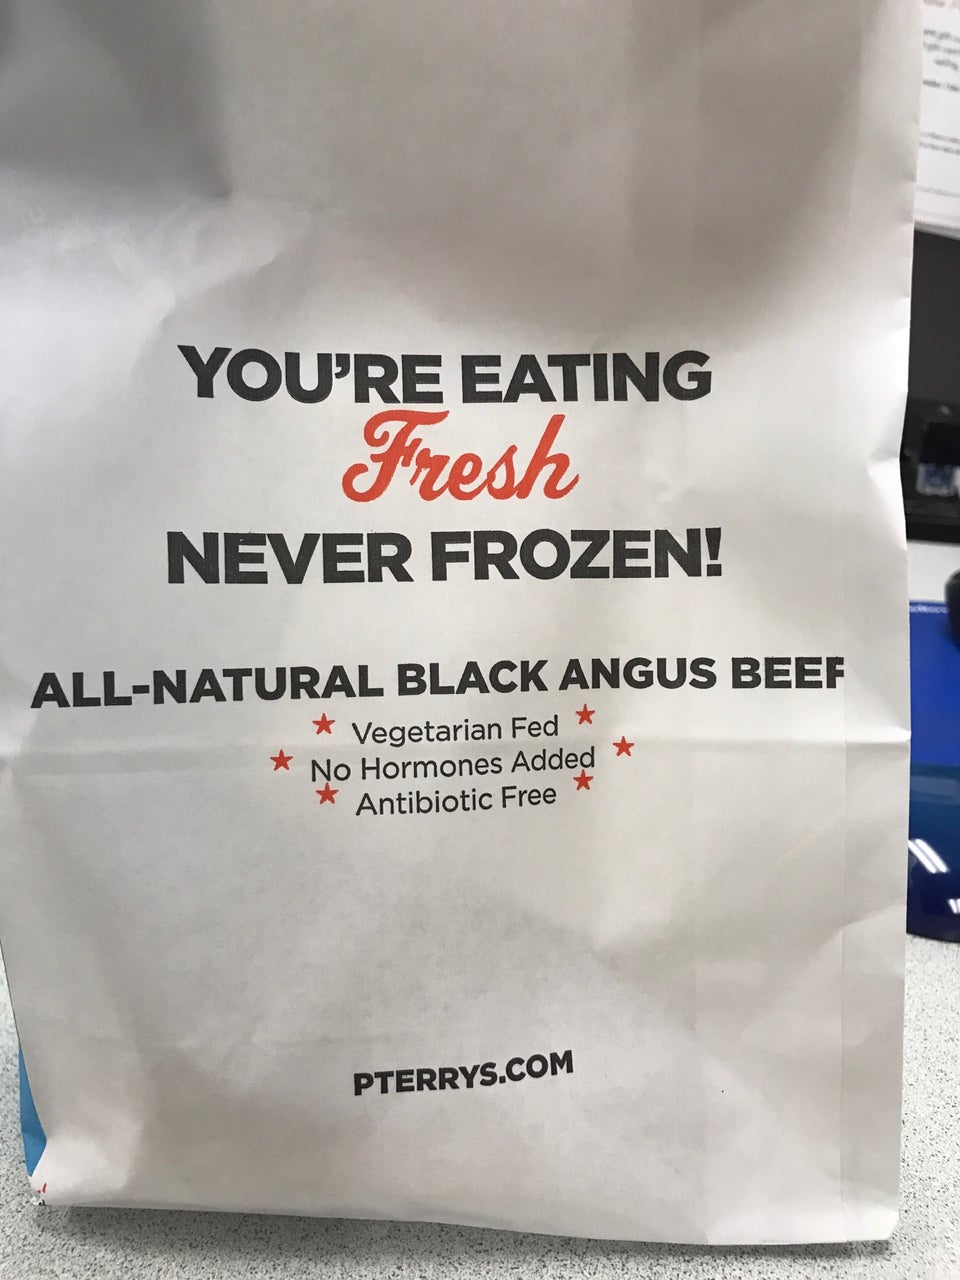 YOU'RE EATING
Fresh
NEVER FROZEN!
ALL-NATURAL BLACK ANGUS BEEF
Vegetarian Fed
No Hormones Added
Antibiotic Free
PTERRYS.COM